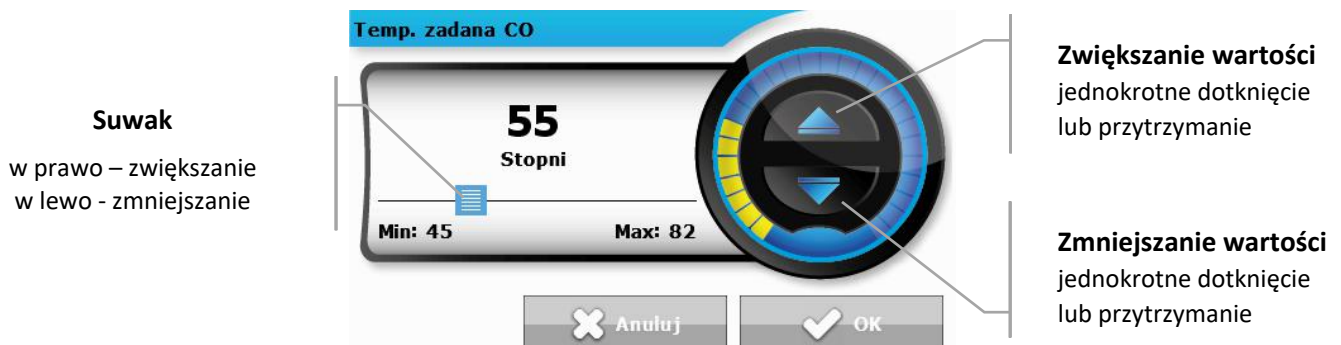 Temp. zadana CO
Suwak
w prawo – zwiększanie
w lewo - zmniejszanie
55
Stopni
Min: 45
Max: 82
Anuluj
OK
Zwiększanie wartości
jednokrotne dotknięcie
lub przytrzymanie
Zmniejszanie wartości
jednokrotne dotknięcie
lub przytrzymanie